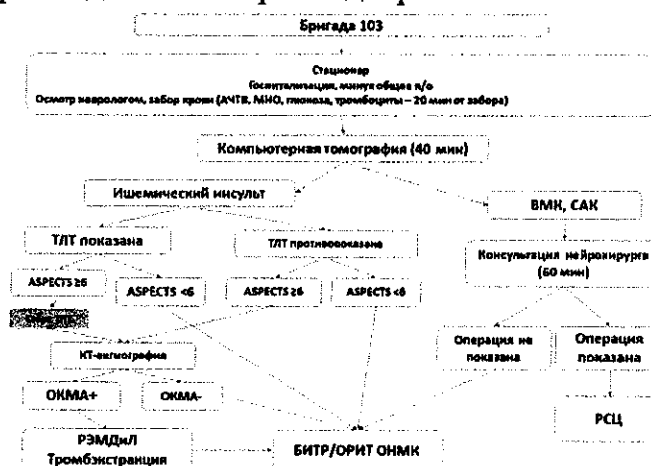 Бригада 103
Стационар
Госпитализация, минуя общее п/о
Осмотр неврологом, забор крови (АЧТВ, МНО, глюкоза, тромбоциты – 20 мин от забора)
Компьютерная томография (40 мин)
Ишемический инсульт
ВМК, САК
ТЛТ показана
ТЛТ противопоказана
Консультация нейрохирурга
(60 мин)
ASPECTS ≥6
ASPECTS <6
ASPECTS ≥6
ASPECTS <6
КТ-ангиография
Операция не
показана
Операция
показана
ОКМА+
ОКМА-
РСЦ
РЭМДиЛ
Тромбэкстранция
БИТР/ОРИТ ОНМК